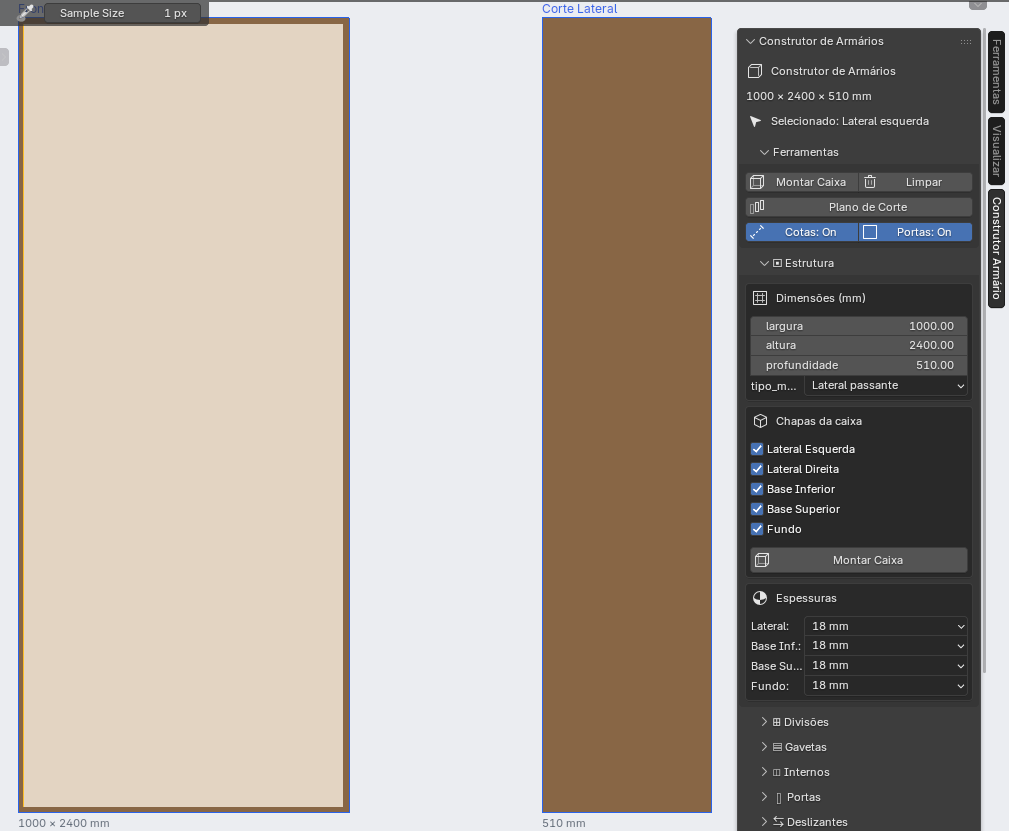 Sample Size 1 px
Corte Lateral
Construtor de Armários
Construtor de Armários
1000 × 2400 × 510 mm
Selecionado: Lateral esquerda
Ferramentas
Montar Caixa
Limpar
Plano de Corte
Cotas: On
Portas: On
Estrutura
Dimensões (mm)
largura 1000.00
altura 2400.00
profundidade 510.00
tipo_m... Lateral passante
Chapas da caixa
Lateral Esquerda
Lateral Direita
Base Inferior
Base Superior
Fundo
Montar Caixa
Espessuras
Lateral: 18 mm
Base Inf.: 18 mm
Base Su... 18 mm
Fundo: 18 mm
Divisões
Gavetas
Internos
Portas
Deslizantes
Ferramentas
Visualizar
Construtor Armário
1000 × 2400 mm
510 mm